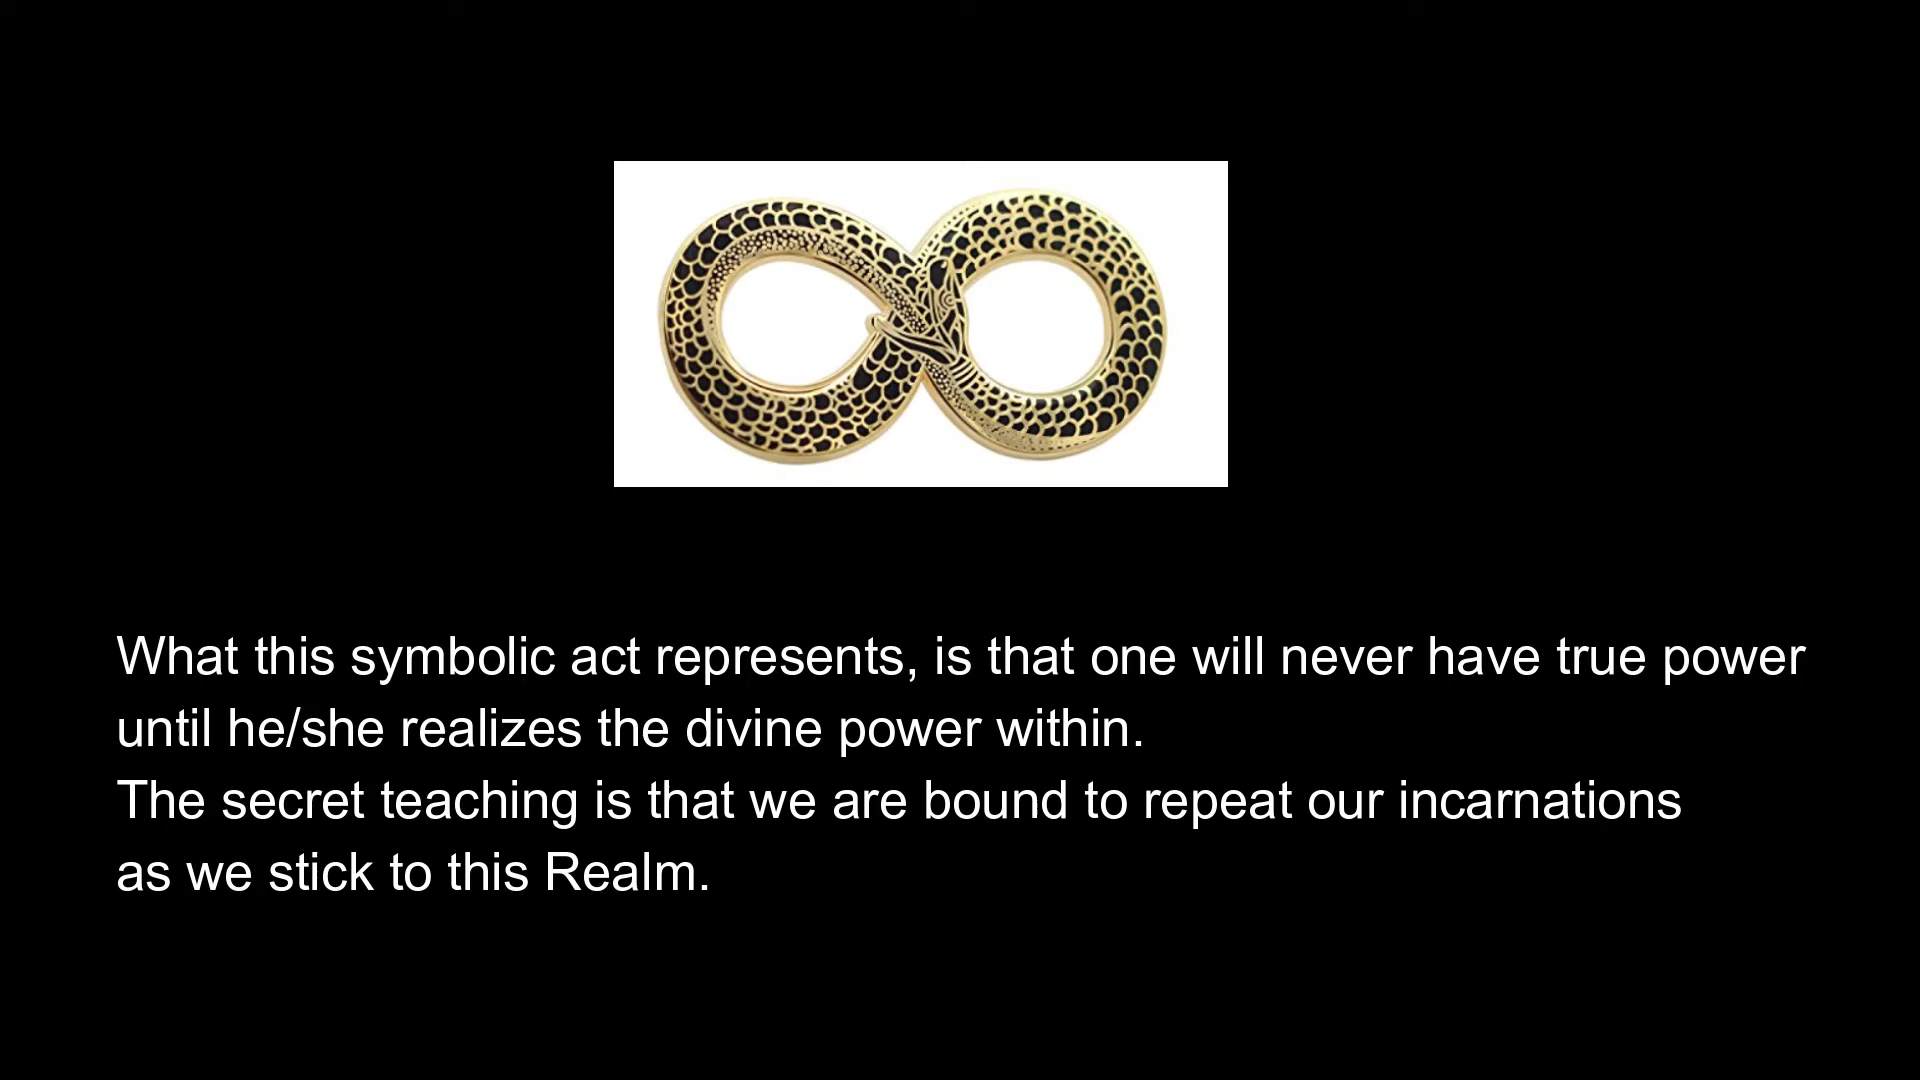 What this symbolic act represents, is that one will never have true power
until he/she realizes the divine power within.
The secret teaching is that we are bound to repeat our incarnations
as we stick to this Realm.